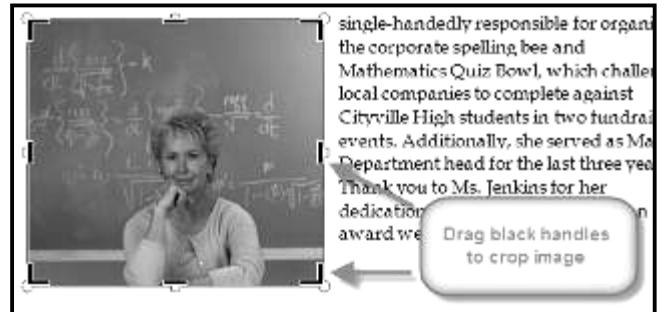 single-handedly responsible for organi
the corporate spelling bee and
Mathematics Quiz Bowl, which challe
local companies to complete against
Cityville High students in two fundrai
events. Additionally, she served as Ma
Department head for the last three yea
Thank you to Ms. Jenkins for her
dedication
award we
Drag black handles
to crop image